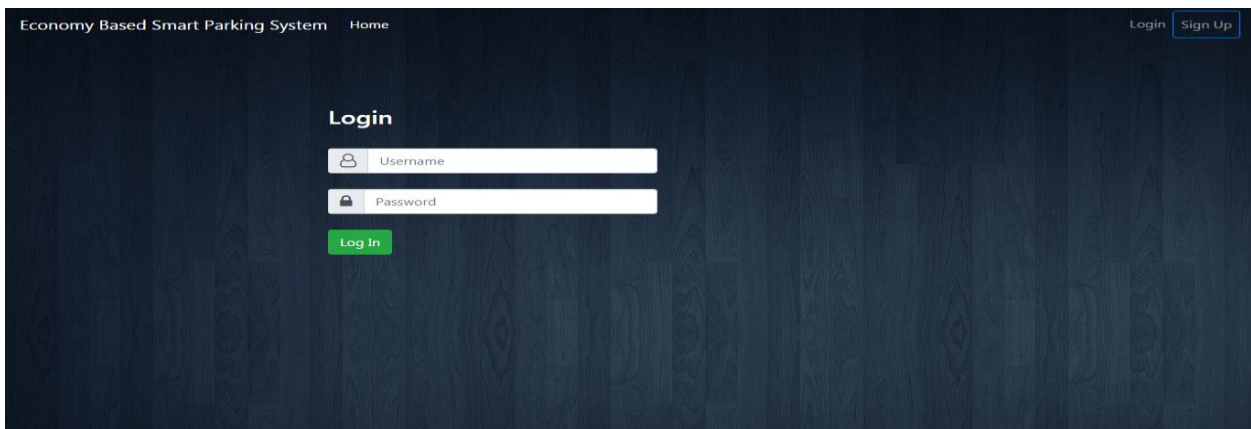 Economy Based Smart Parking System Home Login Sign Up
Login
Username
Password
Log In